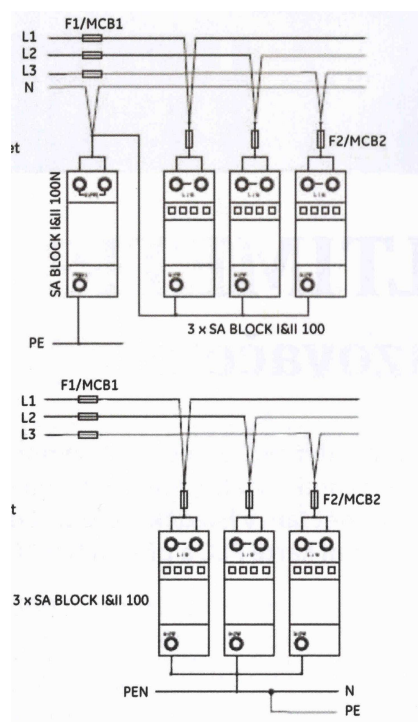 F1/MCB1
L1
L2
L3
N
et
F2/MCB2
SA BLOCK I&II 100N
3 x SA BLOCK I&II 100
PE
F1/MCB1
L1
L2
L3
t
F2/MCB2
3 x SA BLOCK I&II 100
PEN
N
PE